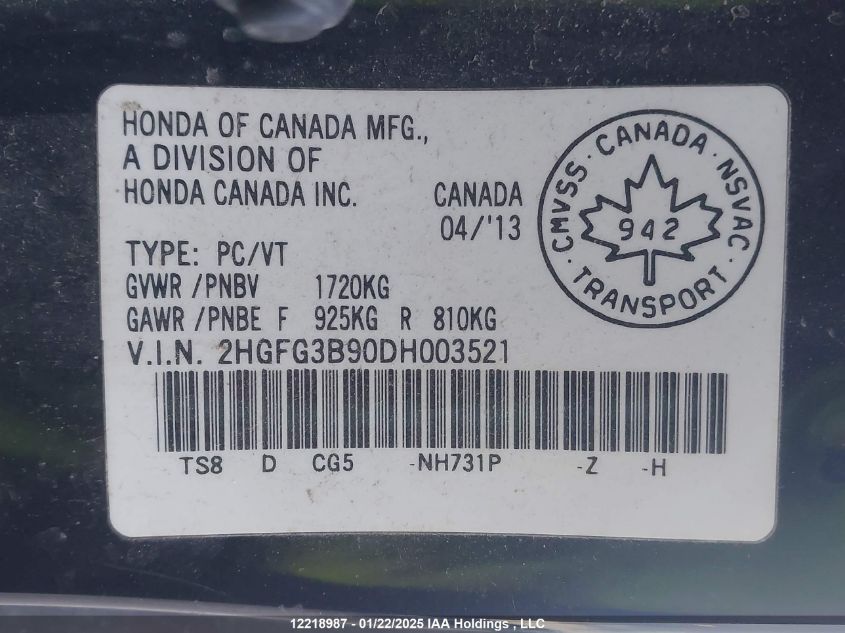 HONDA OF CANADA MFG.,
A DIVISION OF
HONDA CANADA INC.
CANADA
04/'13
CMVSS · CANADA · NSVAC · TRANSPORT ·
942
TYPE: PC/VT
GVWR /PNBV 1720KG
GAWR /PNBE F 925KG R 810KG
V.I.N. 2HGFG3B90DH003521
TS8 D CG5 -NH731P -Z -H
12218987 - 01/22/2025 IAA Holdings , LLC